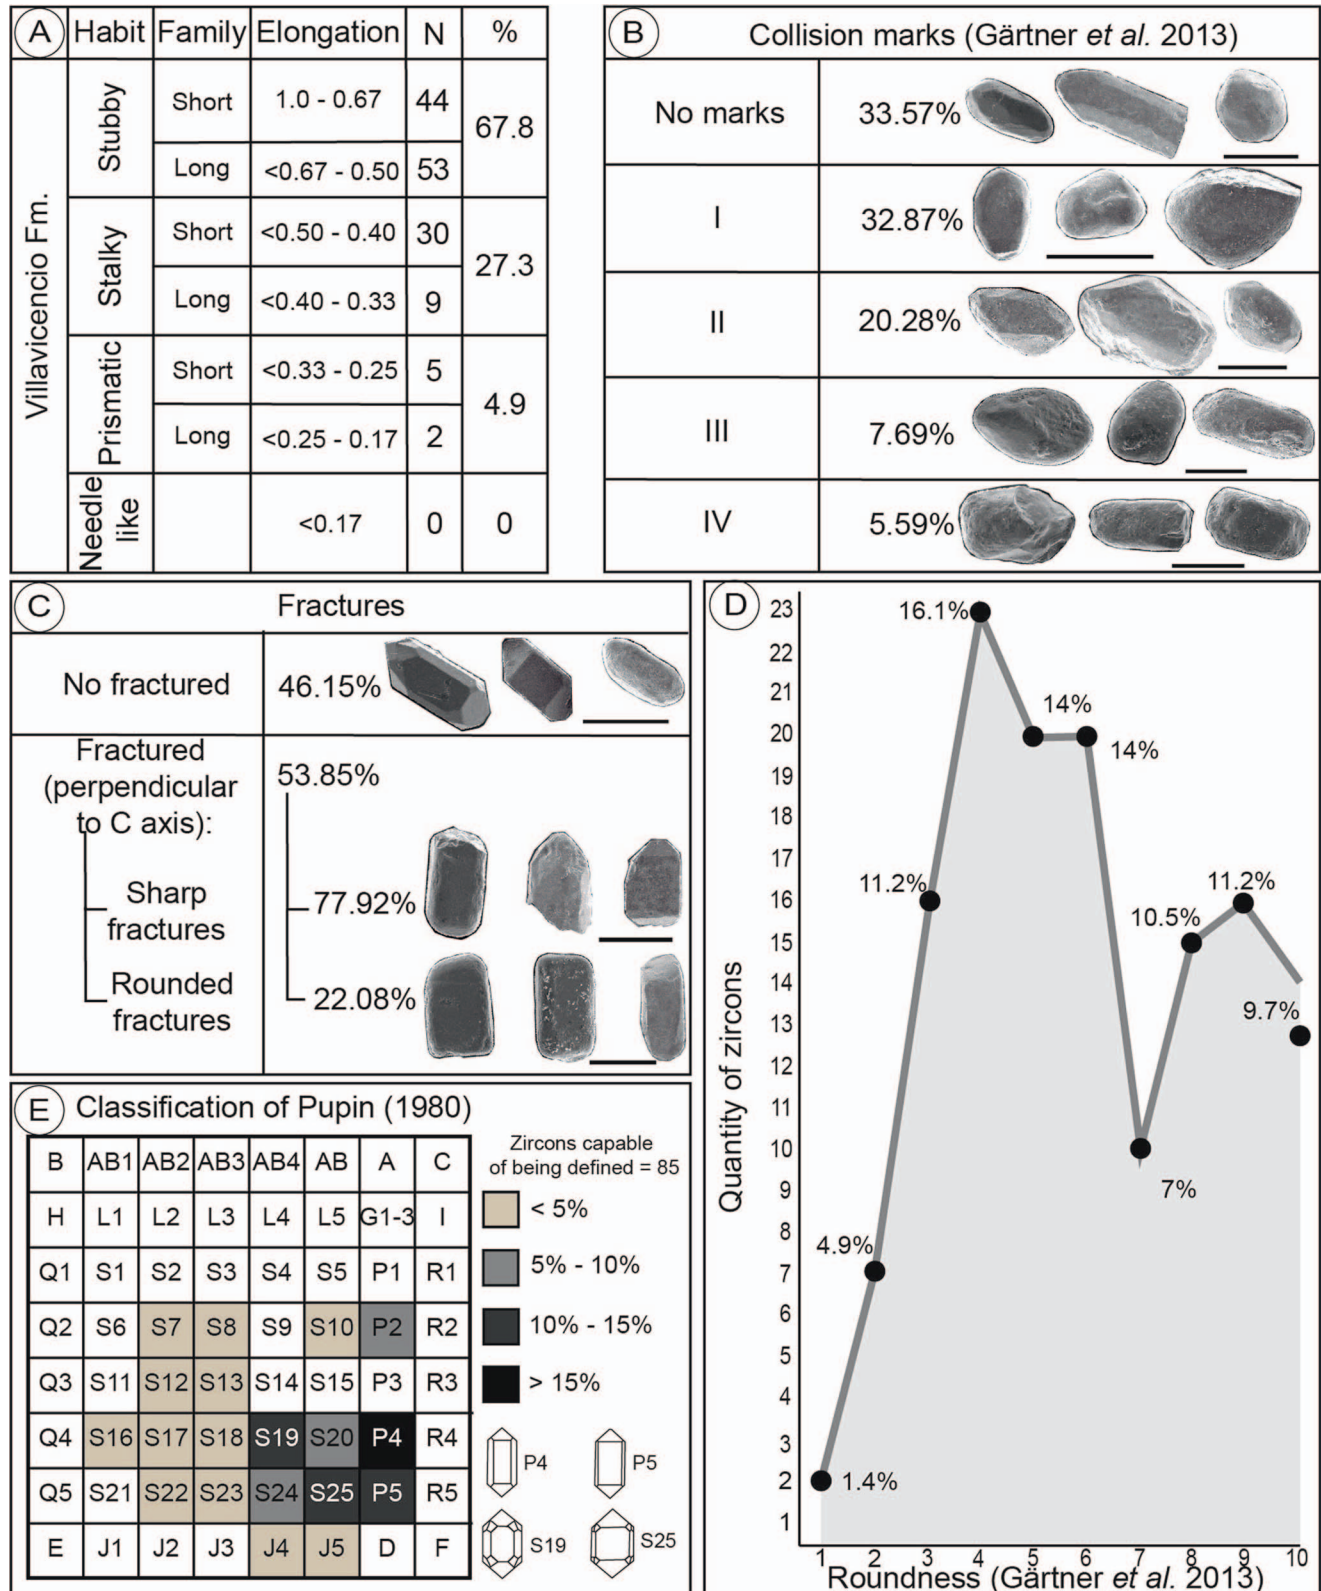 A Habit Family Elongation N %
Villavicencio Fm.
Stubby
Short 1.0 - 0.67 44
67.8
Long <0.67 - 0.50 53
Stalky
Short <0.50 - 0.40 30
27.3
Long <0.40 - 0.33 9
Prismatic
Short <0.33 - 0.25 5
4.9
Long <0.25 - 0.17 2
Needle
like
<0.17 0 0
B Collision marks (Gärtner et al. 2013)
No marks 33.57%
I 32.87%
II 20.28%
III 7.69%
IV 5.59%
C Fractures
No fractured 46.15%
Fractured
(perpendicular
to C axis):
53.85%
Sharp
fractures
77.92%
Rounded
fractures
22.08%
D
Quantity of zircons
23
22
21
20
19
18
17
16
15
14
13
12
11
10
9
8
7
6
5
4
3
2
1
1.4%
4.9%
11.2%
16.1%
14%
14%
7%
10.5%
11.2%
9.7%
1 2 3 4 5 6 7 8 9 10
Roundness (Gärtner et al. 2013)
E Classification of Pupin (1980)
B AB1 AB2 AB3 AB4 AB A C
H L1 L2 L3 L4 L5 G1-3 I
Q1 S1 S2 S3 S4 S5 P1 R1
Q2 S6 S7 S8 S9 S10 P2 R2
Q3 S11 S12 S13 S14 S15 P3 R3
Q4 S16 S17 S18 S19 S20 P4 R4
Q5 S21 S22 S23 S24 S25 P5 R5
E J1 J2 J3 J4 J5 D F
Zircons capable
of being defined = 85
< 5%
5% - 10%
10% - 15%
> 15%
P4 P5
S19 S25